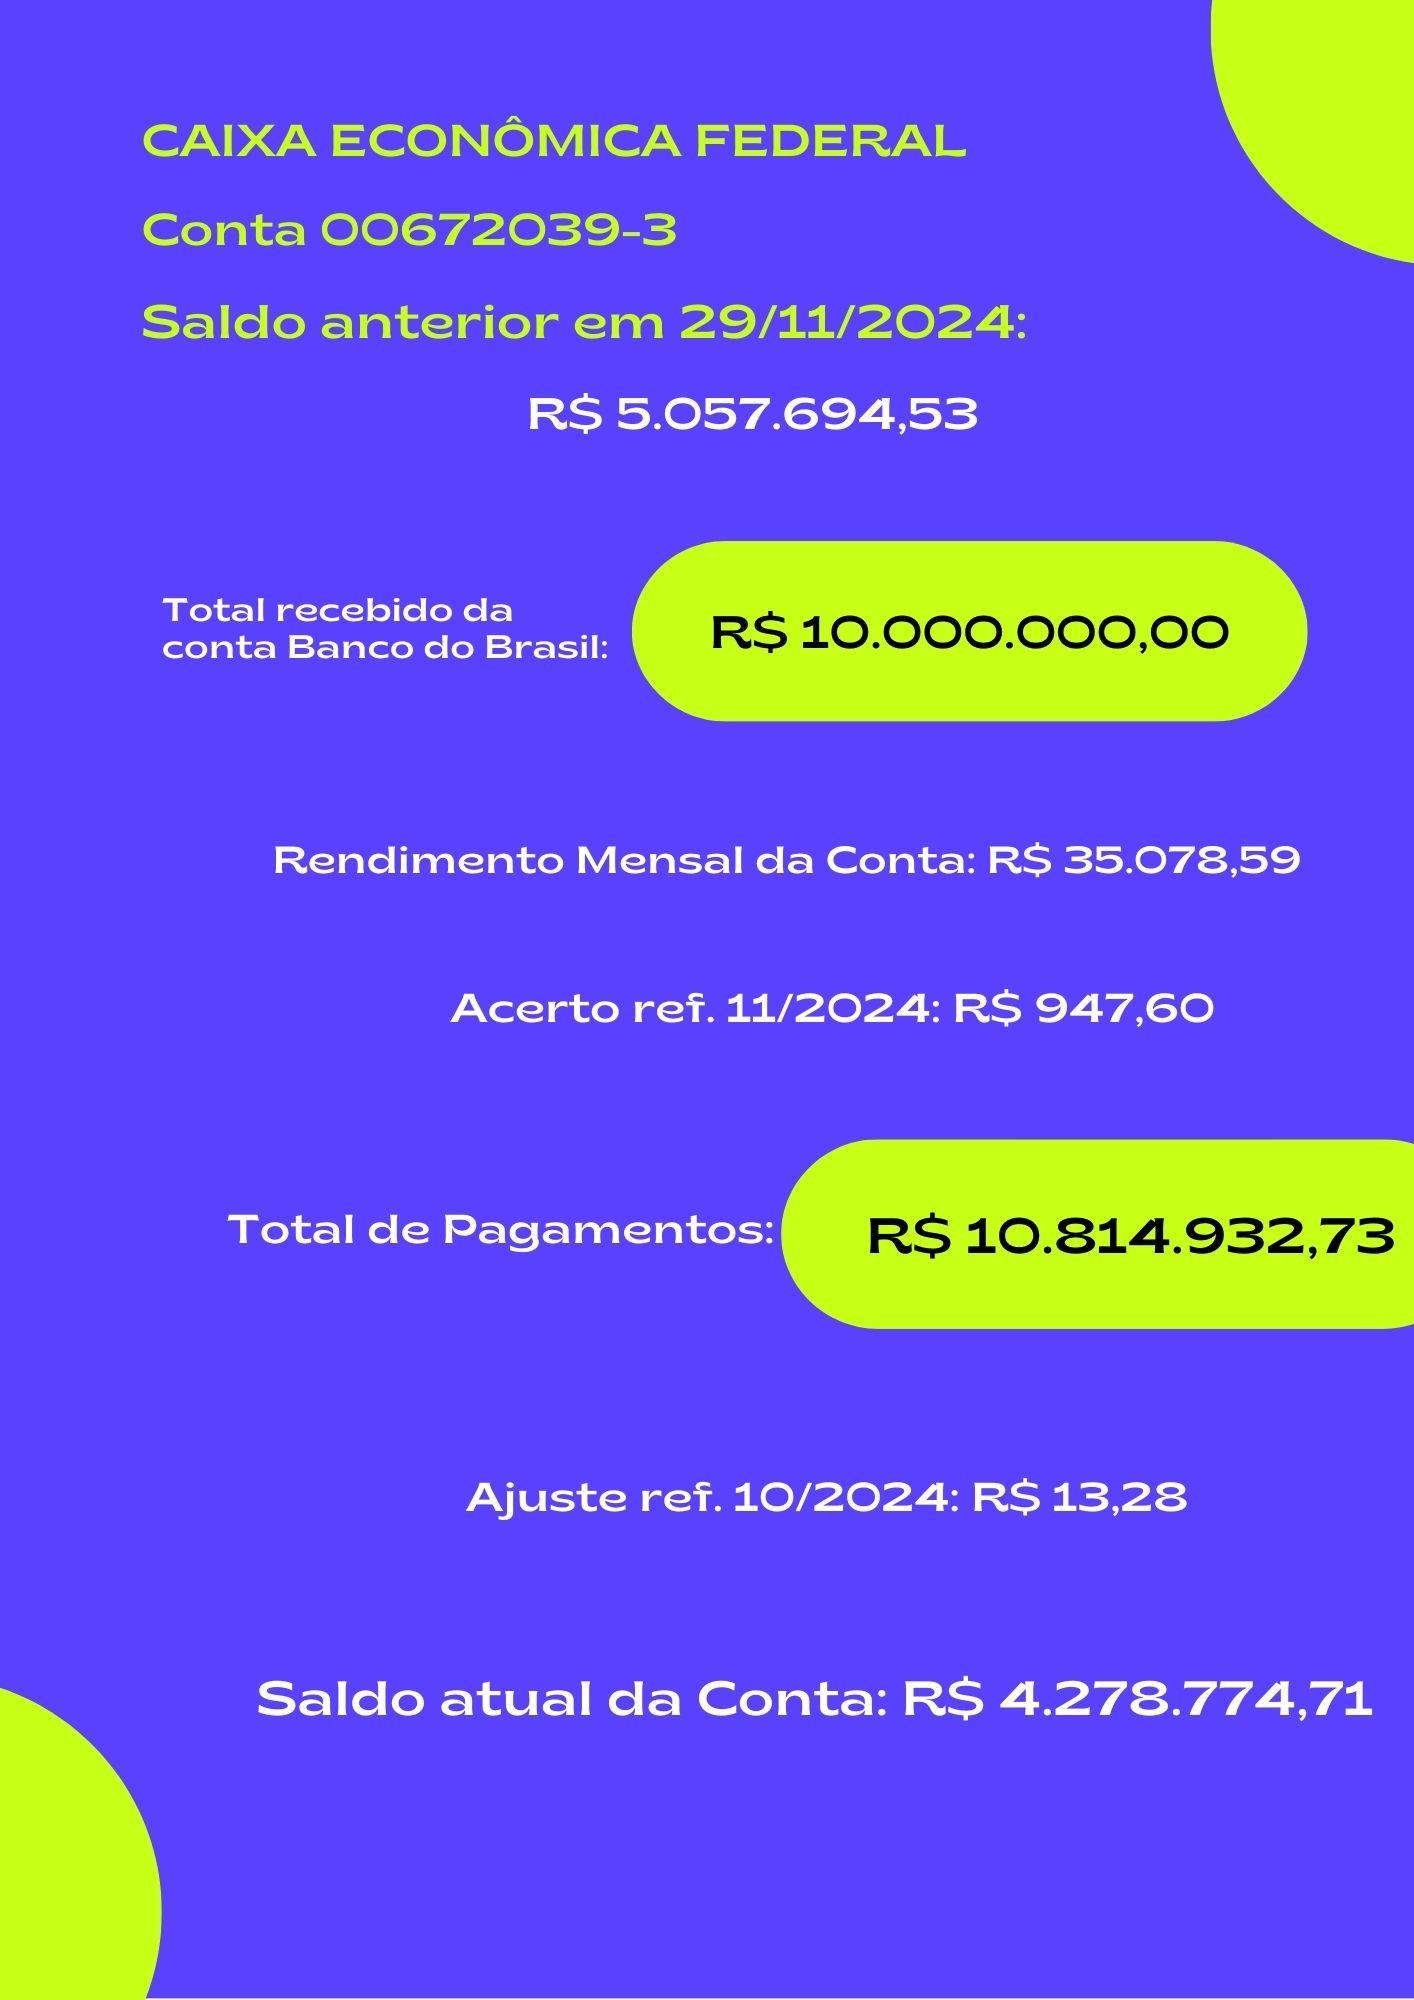 CAIXA ECONÔMICA FEDERAL
Conta 00672039-3
Saldo anterior em 29/11/2024:
R$ 5.057.694,53
Total recebido da
conta Banco do Brasil:
R$ 10.000.000,00
Rendimento Mensal da Conta: R$ 35.078,59
Acerto ref. 11/2024: R$ 947,60
Total de Pagamentos:
R$ 10.814.932,73
Ajuste ref. 10/2024: R$ 13,28
Saldo atual da Conta: R$ 4.278.774,71